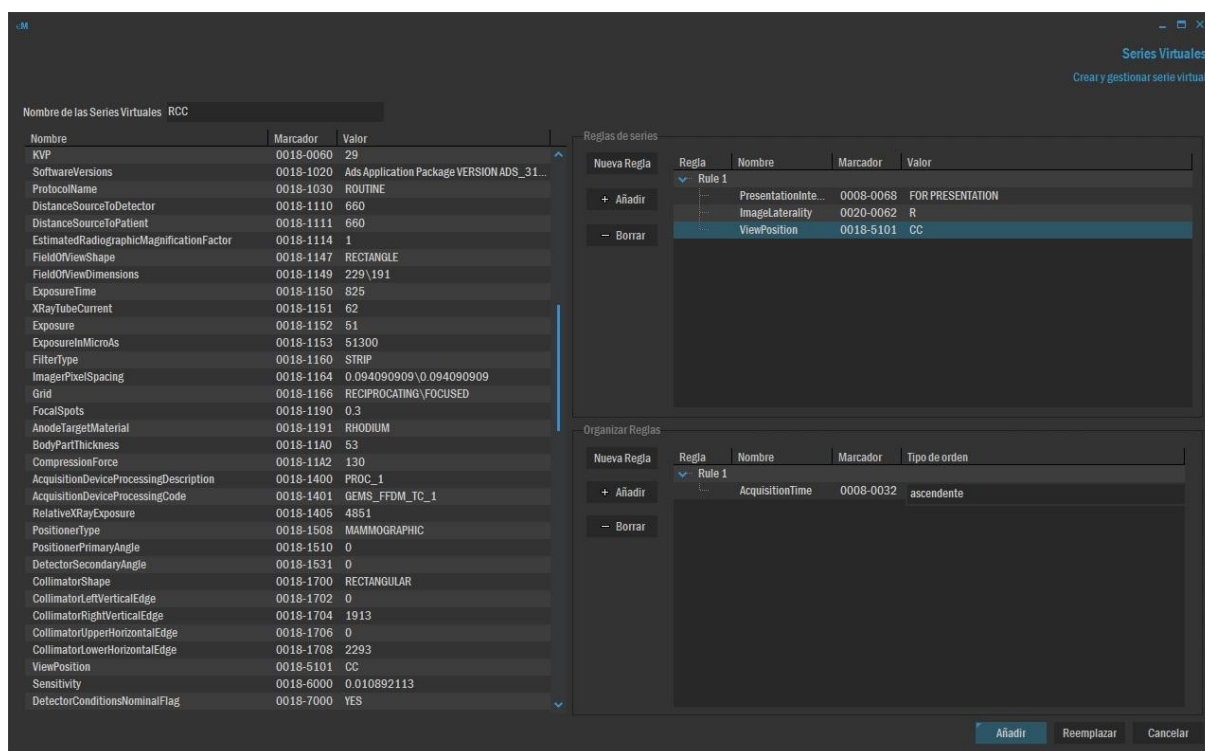 cM
Series Virtuales
Crear y gestionar serie virtual
Nombre de las Series Virtuales RCC
Nombre Marcador Valor
KVP 0018-0060 29
SoftwareVersions 0018-1020 Ads Application Package VERSION ADS_31...
ProtocolName 0018-1030 ROUTINE
DistanceSourceToDetector 0018-1110 660
DistanceSourceToPatient 0018-1111 660
EstimatedRadiographicMagnificationFactor 0018-1114 1
FieldOfViewShape 0018-1147 RECTANGLE
FieldOfViewDimensions 0018-1149 229\191
ExposureTime 0018-1150 825
XRayTubeCurrent 0018-1151 62
Exposure 0018-1152 51
ExposureInMicroAs 0018-1153 51300
FilterType 0018-1160 STRIP
ImagerPixelSpacing 0018-1164 0.094090909\0.094090909
Grid 0018-1166 RECIPROCATING\FOCUSED
FocalSpots 0018-1190 0.3
AnodeTargetMaterial 0018-1191 RHODIUM
BodyPartThickness 0018-11A0 53
CompressionForce 0018-11A2 130
AcquisitionDeviceProcessingDescription 0018-1400 PROC_1
AcquisitionDeviceProcessingCode 0018-1401 GEMS_FFDM_TC_1
RelativeXRayExposure 0018-1405 4851
PositionerType 0018-1508 MAMMOGRAPHIC
PositionerPrimaryAngle 0018-1510 0
DetectorSecondaryAngle 0018-1531 0
CollimatorShape 0018-1700 RECTANGULAR
CollimatorLeftVerticalEdge 0018-1702 0
CollimatorRightVerticalEdge 0018-1704 1913
CollimatorUpperHorizontalEdge 0018-1706 0
CollimatorLowerHorizontalEdge 0018-1708 2293
ViewPosition 0018-5101 CC
Sensitivity 0018-6000 0.010892113
DetectorConditionsNominalFlag 0018-7000 YES
Reglas de series
Nueva Regla
+ Añadir
− Borrar
Regla Nombre Marcador Valor
Rule 1
PresentationInte... 0008-0068 FOR PRESENTATION
ImageLaterality 0020-0062 R
ViewPosition 0018-5101 CC
Organizar Reglas
Nueva Regla
+ Añadir
− Borrar
Regla Nombre Marcador Tipo de orden
Rule 1
AcquisitionTime 0008-0032 ascendente
Añadir Reemplazar Cancelar